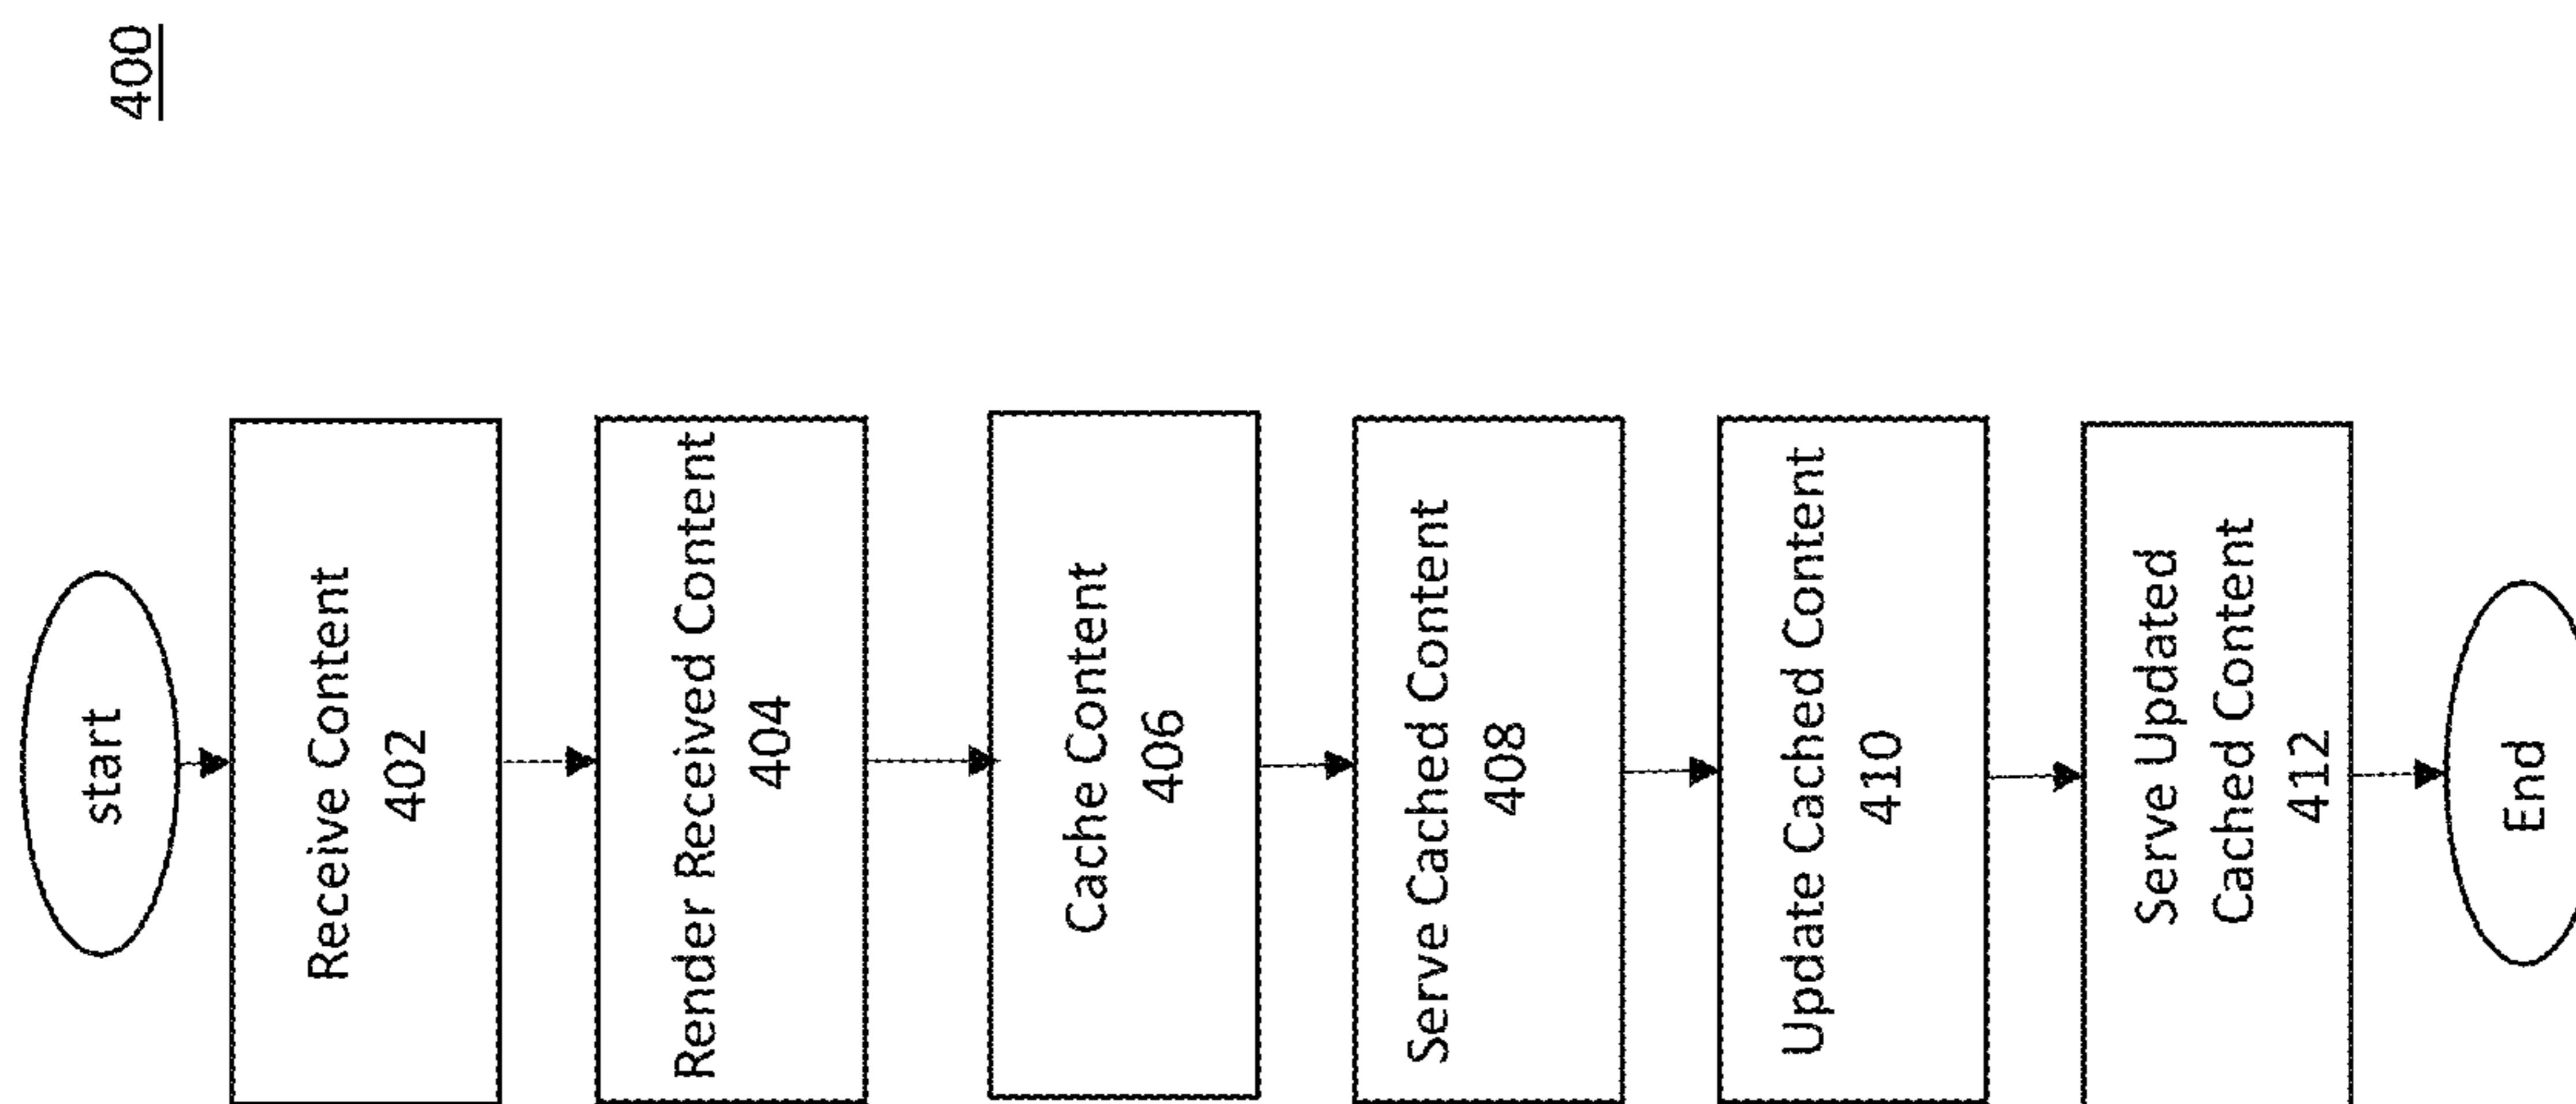 400
start
Receive Content
402
Render Received Content
404
Cache Content
406
Serve Cached Content
408
Update Cached Content
410
Serve Updated
Cached Content
412
End